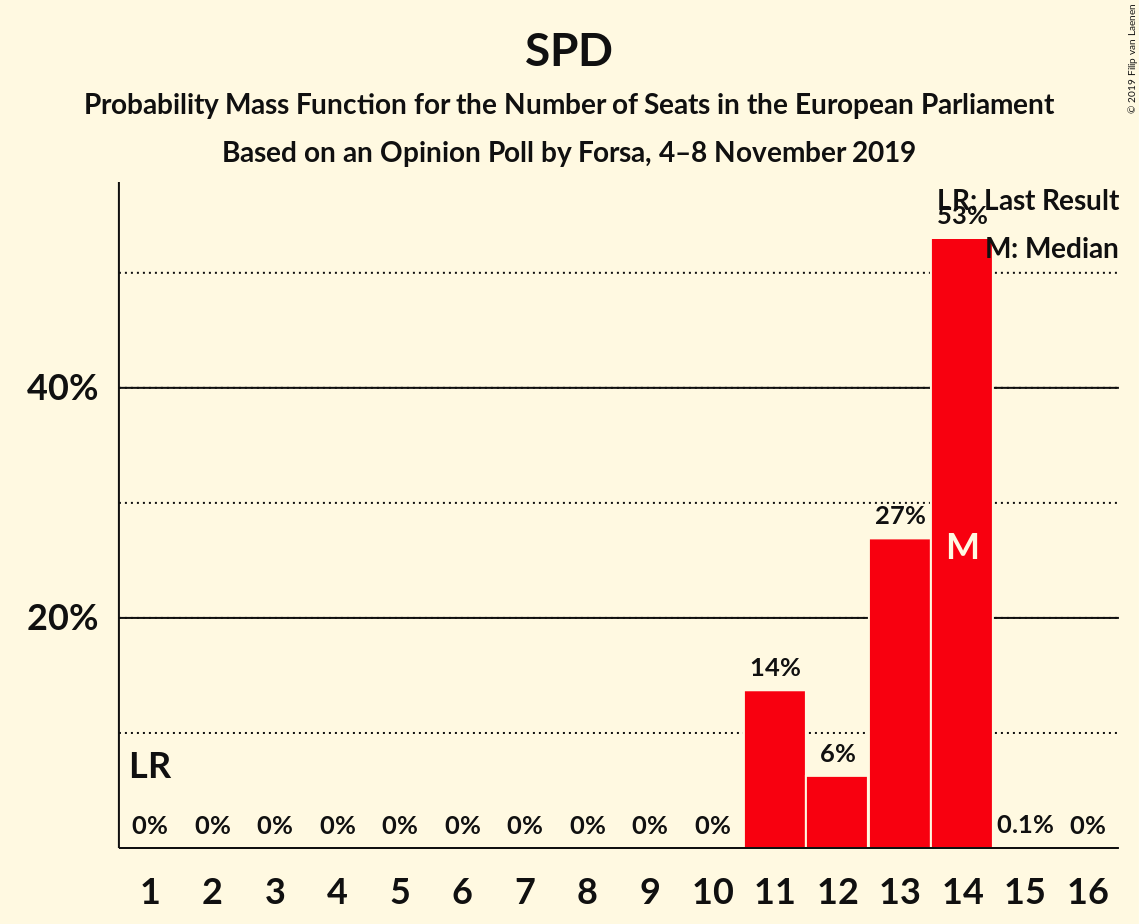 SPD
Probability Mass Function for the Number of Seats in the European Parliament
Based on an Opinion Poll by Forsa, 4–8 November 2019
© 2019 Filip van Laenen
LR: Last Result
M: Median
53%
40%
27%
M
20%
14%
6%
LR
0% 0% 0% 0% 0% 0% 0% 0% 0% 0% 0.1% 0%
1 2 3 4 5 6 7 8 9 10 11 12 13 14 15 16